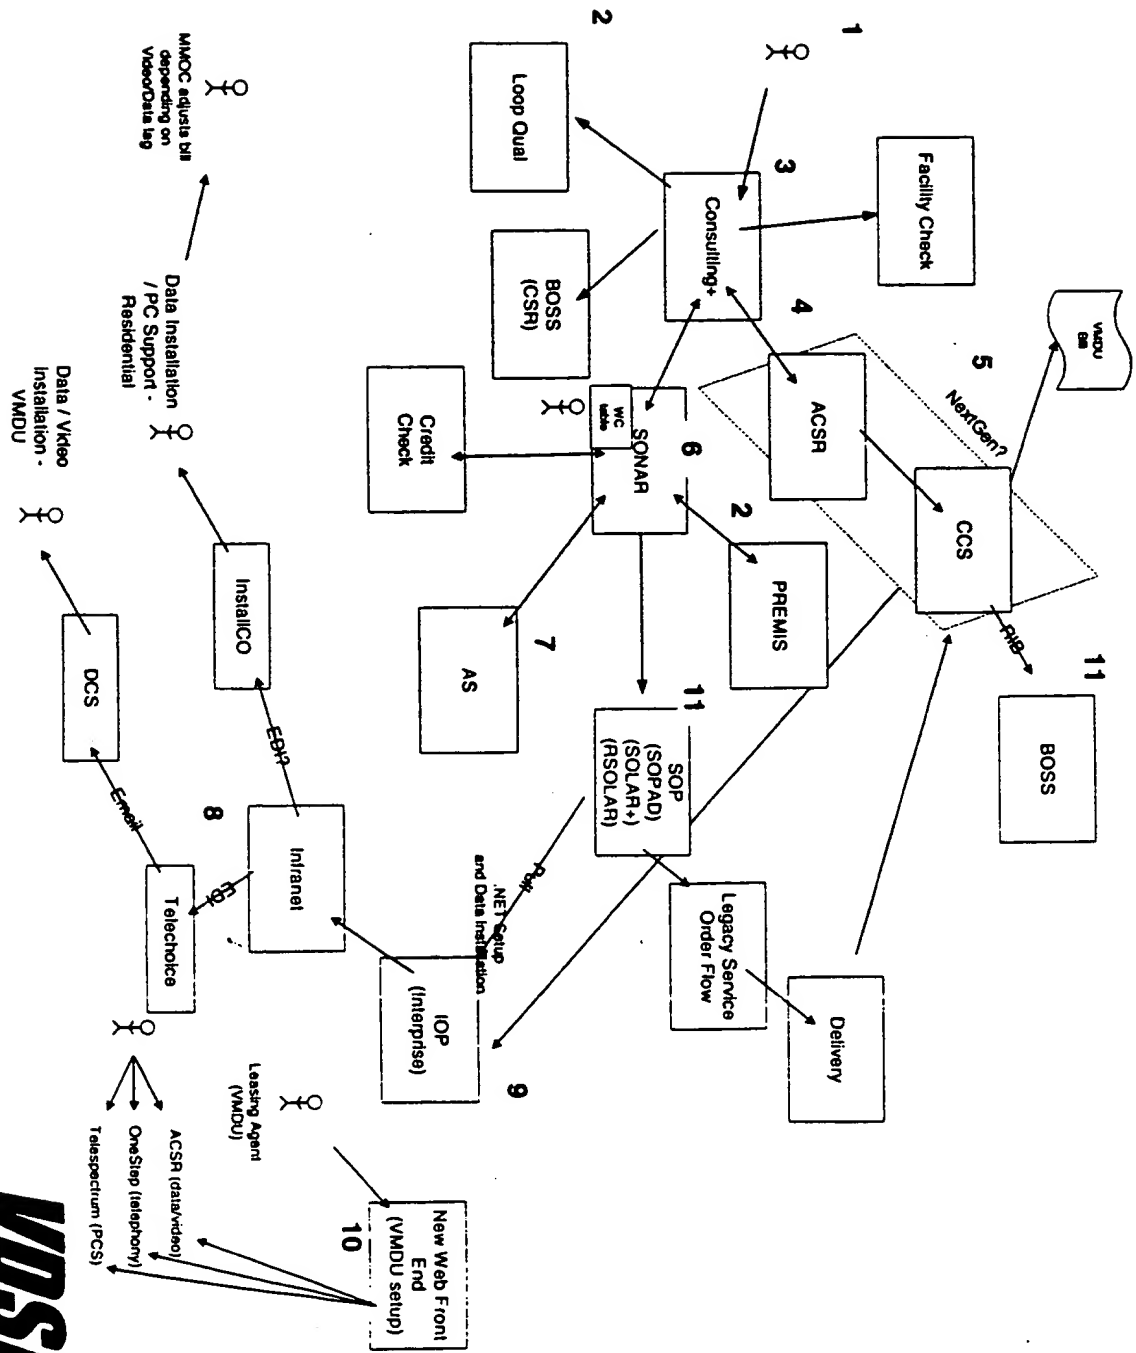 1
2
Loop Qual
3
Consulting+
Facility Check
BOSS
(CSR)
4
ACSR
5
NextGen?
VMDU
Bill
CCS
RIB
11
BOSS
MMOC adjusts bill
depending on
Video/Data lag
Credit
Check
WC
table
SONAR
6
2
PREMIS
7
AS
11
SOP
(SOPAD)
(SOLAR+)
(RSOLAR)
Legacy Service
Order Flow
Delivery
Data Installation
/ PC Support -
Residential
InstallCO
EDI?
Data / Video
Installation -
VMDU
DCS
Email
8
Infranet
EDI
Telechoice
.NET Setup
and Data Installation
IOP
(Interprise)
9
Leasing Agent
(VMDU)
New Web Front
End
(VMDU setup)
10
ACSR (data/video)
OneStep (telephony)
Telespectrum (PCS)